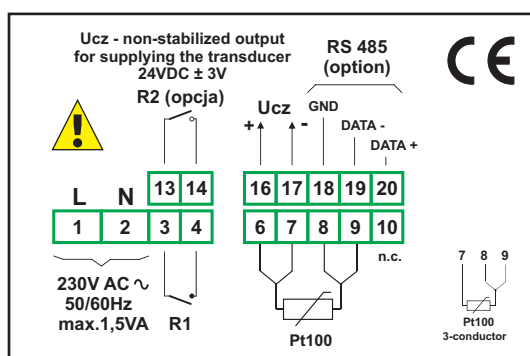 Ucz - non-stabilized output
for supplying the transducer
24VDC ± 3V
RS 485
(option)
CE
R2 (opcja)
Ucz
+
-
GND
DATA -
DATA +
13 14
16 17 18 19 20
L N
1 2 3 4
6 7 8 9 10
n.c.
230V AC ~
50/60Hz
max.1,5VA
R1
Pt100
7 8 9
Pt100
3-conductor